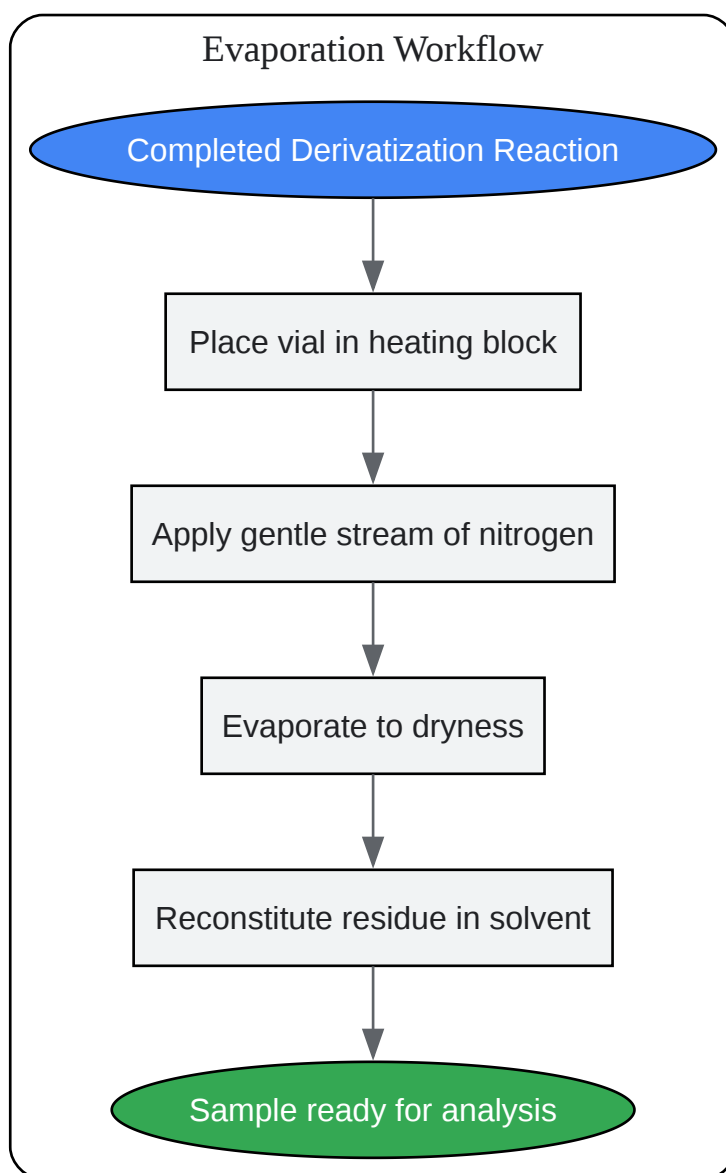 Evaporation Workflow
Completed Derivatization Reaction
Place vial in heating block
Apply gentle stream of nitrogen
Evaporate to dryness
Reconstitute residue in solvent
Sample ready for analysis